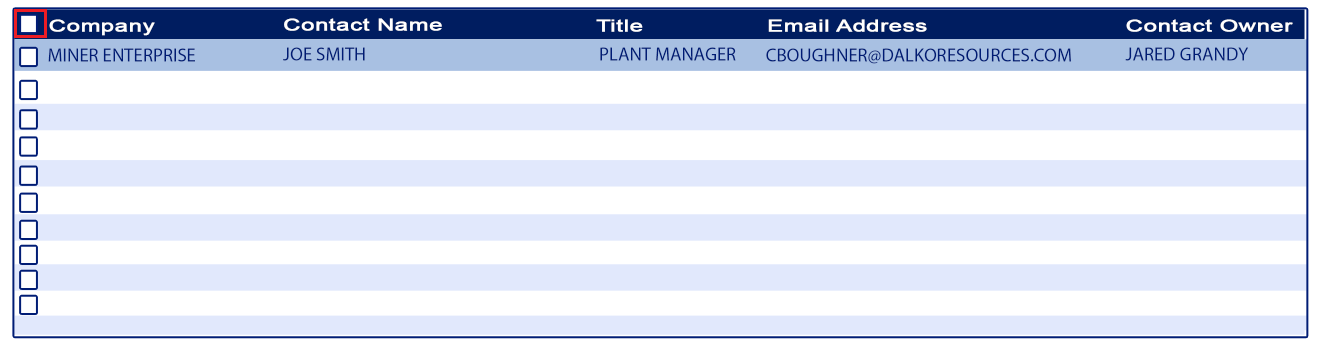 Company Contact Name Title Email Address Contact Owner
MINER ENTERPRISE JOE SMITH PLANT MANAGER CBOUGHNER@DALKORESOURCES.COM JARED GRANDY